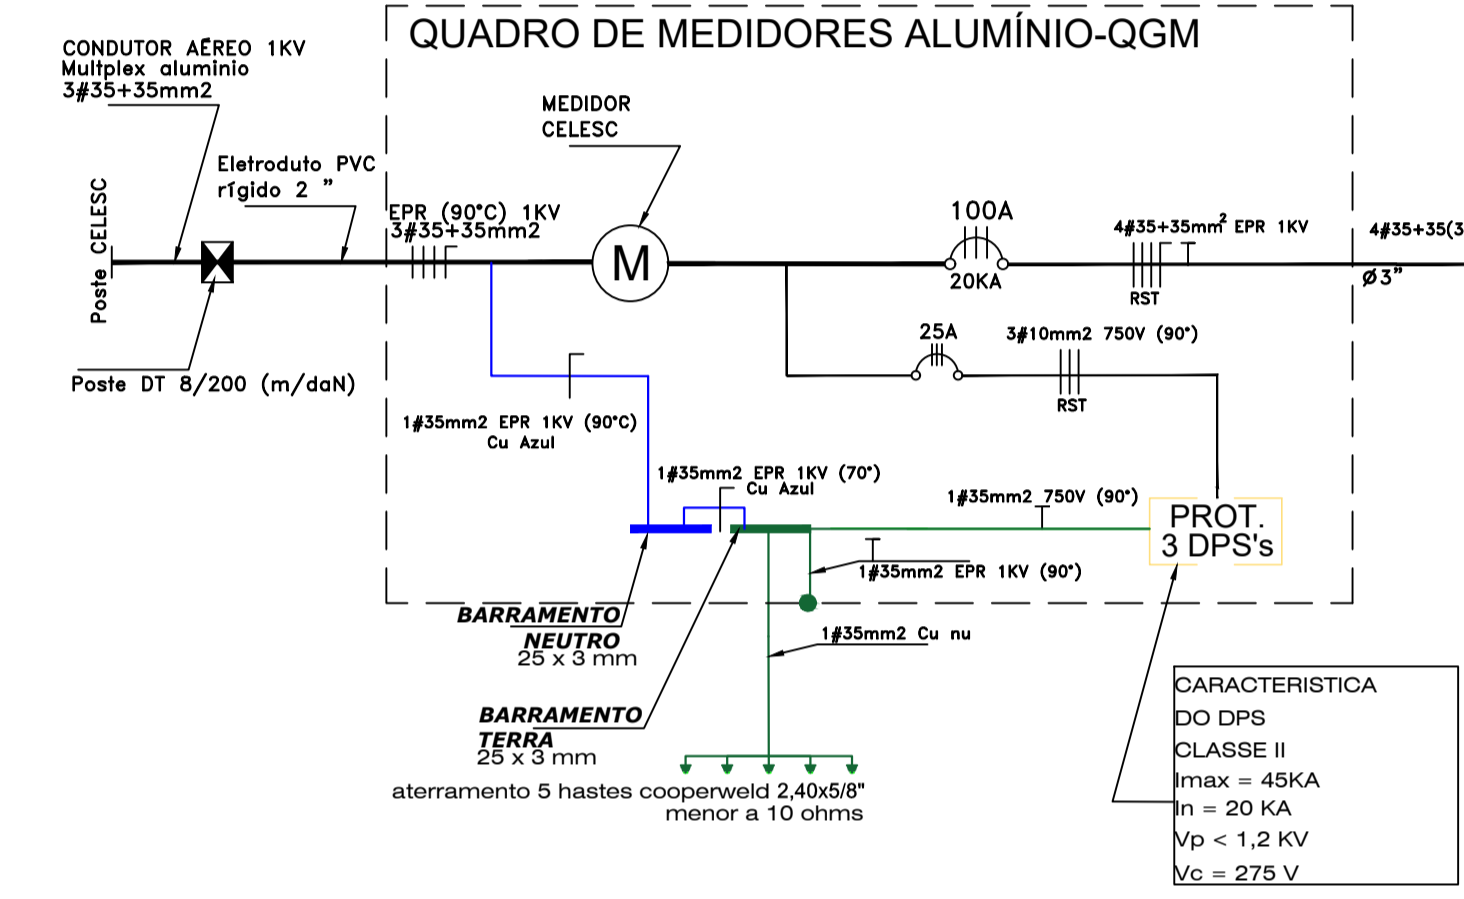 QUADRO DE MEDIDORES ALUMÍNIO-QGM
CONDUTOR AÉREO 1KV
Multplex aluminio
3#35+35mm2
Eletroduto PVC
rígido 2 "
Poste CELESC
Poste DT 8/200 (m/daN)
EPR (90°C) 1KV
3#35+35mm2
MEDIDOR
CELESC
M
100A
20KA
4#35+35mm² EPR 1KV
RST
4#35+35(3
Ø3"
25A
3#10mm2 750V (90°)
RST
1#35mm2 EPR 1KV (90°C)
Cu Azul
1#35mm2 EPR 1KV (70°)
Cu Azul
1#35mm2 750V (90°)
PROT.
3 DPS's
1#35mm2 EPR 1KV (90°)
BARRAMENTO
NEUTRO
25 x 3 mm
1#35mm2 Cu nu
BARRAMENTO
TERRA
25 x 3 mm
aterramento 5 hastes cooperweld 2,40x5/8"
menor a 10 ohms
CARACTERISTICA
DO DPS
CLASSE II
Imax = 45KA
In = 20 KA
Vp < 1,2 KV
Vc = 275 V